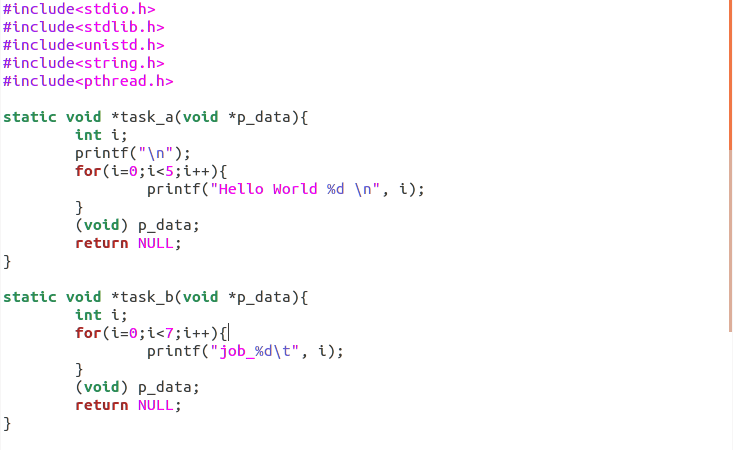 #include<stdio.h>
#include<stdlib.h>
#include<unistd.h>
#include<string.h>
#include<pthread.h>

static void *task_a(void *p_data){
        int i;
        printf("\n");
        for(i=0;i<5;i++){
                printf("Hello World %d \n", i);
        }
        (void) p_data;
        return NULL;
}

static void *task_b(void *p_data){
        int i;
        for(i=0;i<7;i++){
                printf("job_%d\t", i);
        }
        (void) p_data;
        return NULL;
}